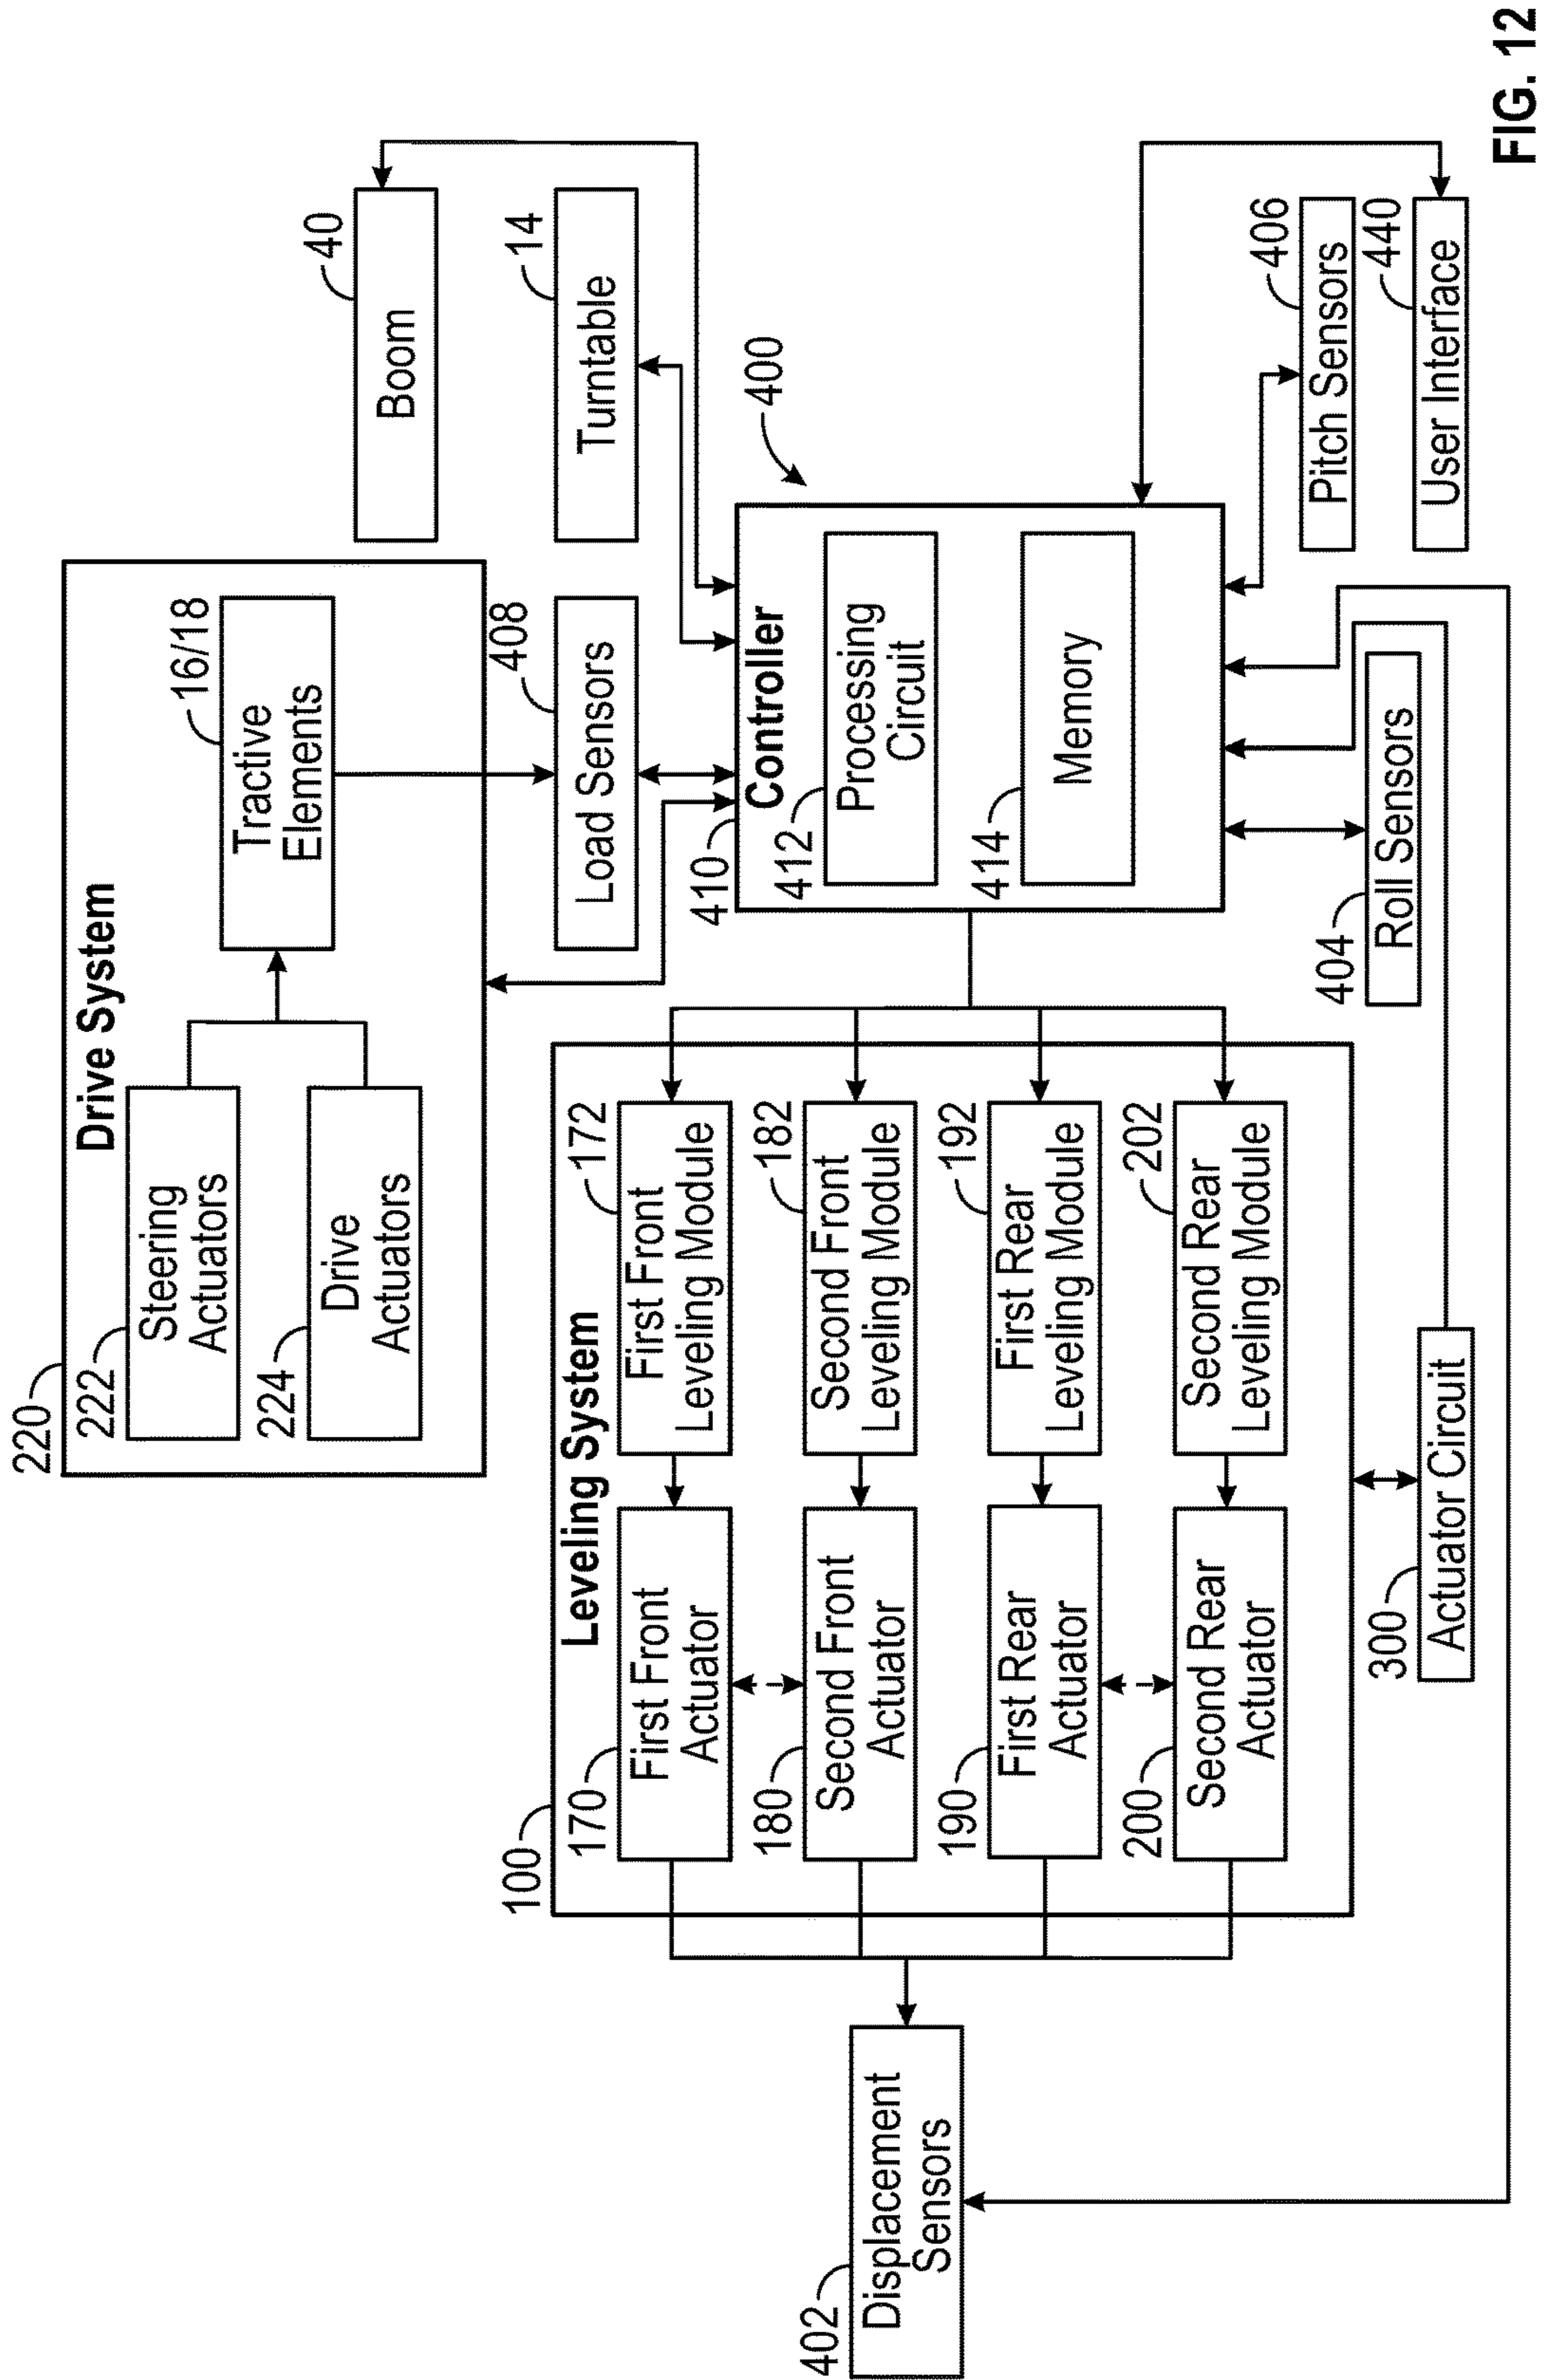 220
Drive System
222
Steering
Actuators
224
Drive
Actuators
16/18
Tractive
Elements
40
Boom
14
Turntable
408
Load Sensors
400
410
Controller
412
Processing
Circuit
414
Memory
100
Leveling System
170
First Front
Actuator
172
First Front
Leveling Module
180
Second Front
Actuator
182
Second Front
Leveling Module
190
First Rear
Actuator
192
First Rear
Leveling Module
200
Second Rear
Actuator
202
Second Rear
Leveling Module
402
Displacement
Sensors
300
Actuator Circuit
404
Roll Sensors
406
Pitch Sensors
440
User Interface
FIG. 12